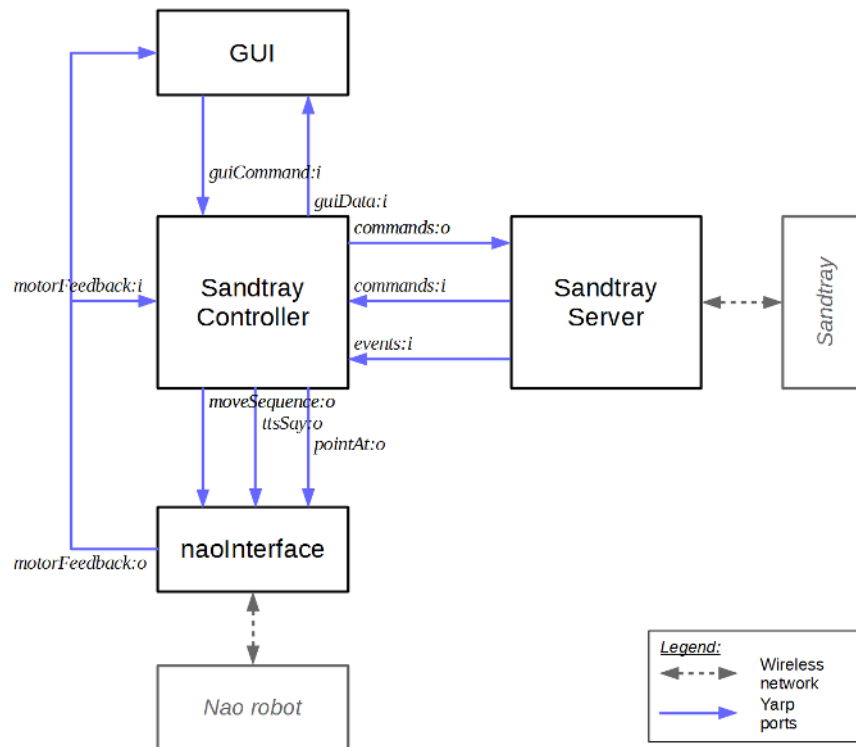 GUI
guiCommand:i
guiData:i
commands:o
motorFeedback:i
Sandtray
Controller
commands:i
Sandtray
Server
Sandtray
events:i
moveSequence:o
ttsSay:o
pointAt:o
naoInterface
motorFeedback:o
Nao robot
Legend:
Wireless
network
Yarp
ports